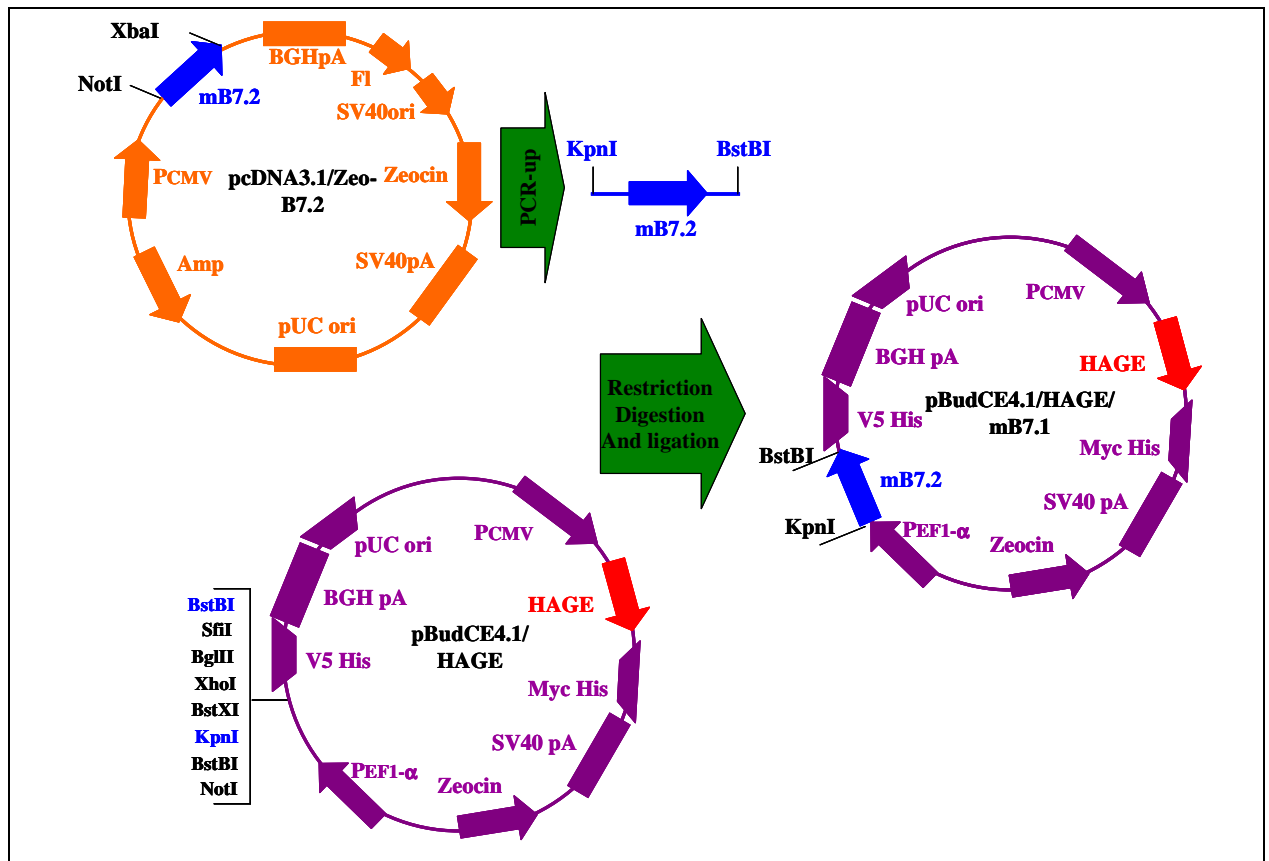 XbaI
NotI
mB7.2
BGHpA
Fl
SV40ori
Zeocin
SV40pA
pUC ori
Amp
PCMV
pcDNA3.1/Zeo-
B7.2
PCR-up
KpnI
BstBI
mB7.2
Restriction
Digestion
And ligation
PCMV
HAGE
Myc His
SV40 pA
Zeocin
PEF1-α
KpnI
mB7.2
BstBI
V5 His
BGH pA
pUC ori
pBudCE4.1/HAGE/
mB7.1
PCMV
HAGE
Myc His
SV40 pA
Zeocin
PEF1-α
V5 His
BGH pA
pUC ori
pBudCE4.1/
HAGE
BstBI
SfiI
BglII
XhoI
BstXI
KpnI
BstBI
NotI